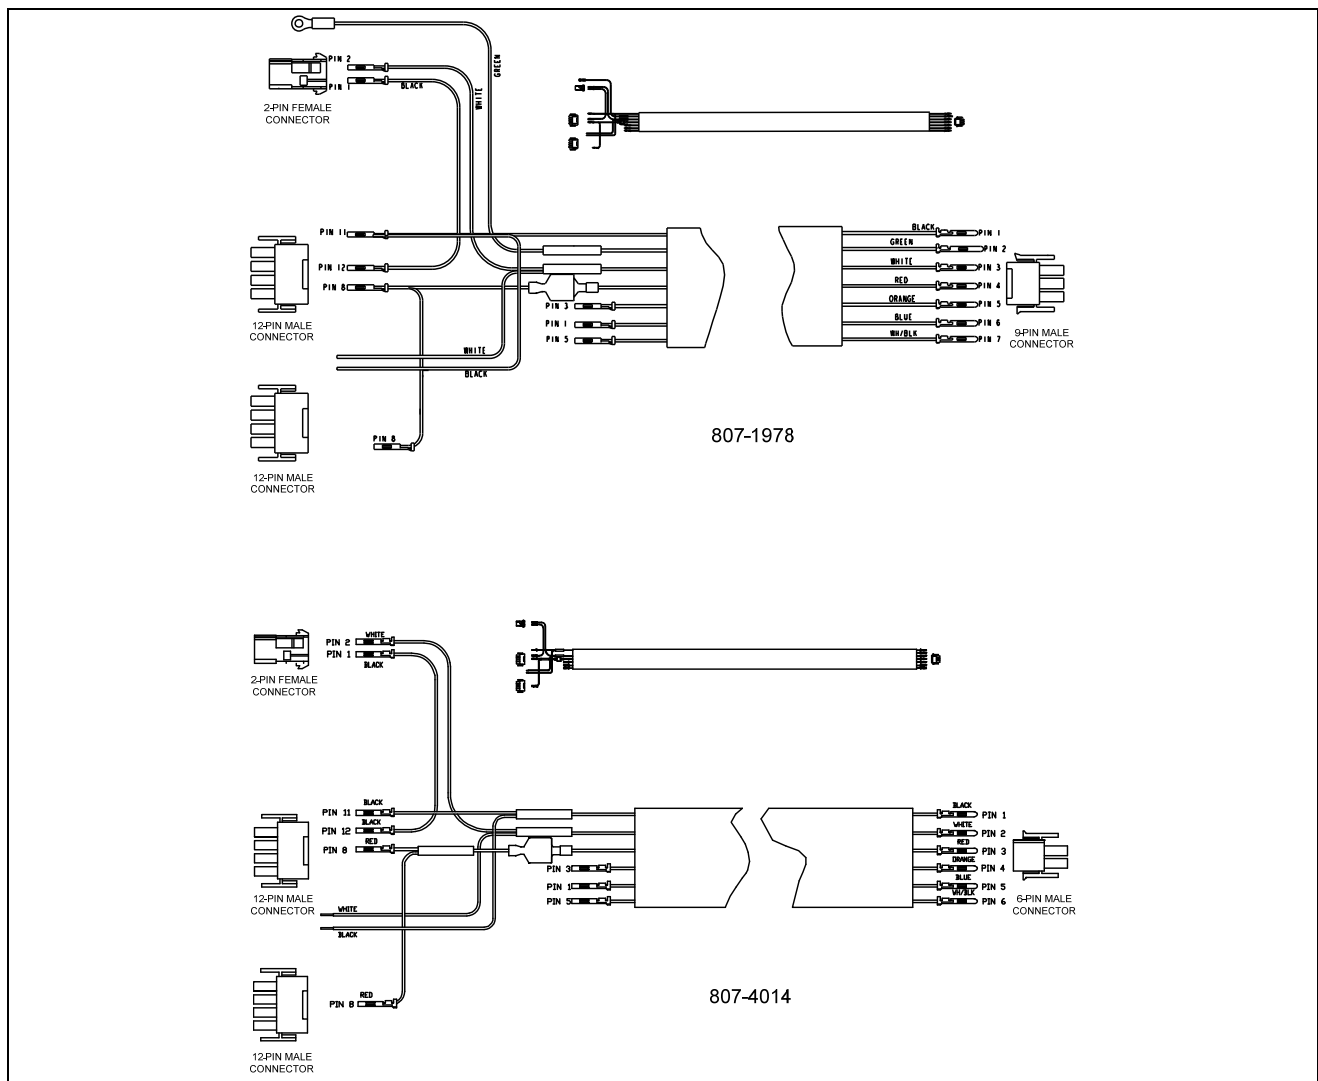 GREEN
PIN 2
PIN 1
BLACK
WHITE
2-PIN FEMALE
CONNECTOR
PIN 11
PIN 12
PIN 8
12-PIN MALE
CONNECTOR
PIN 3
PIN 1
PIN 5
WHITE
BLACK
PIN 8
12-PIN MALE
CONNECTOR
BLACK PIN 1
GREEN PIN 2
WHITE PIN 3
RED PIN 4
ORANGE PIN 5
BLUE PIN 6
WH/BLK PIN 7
9-PIN MALE
CONNECTOR
807-1978
PIN 2 WHITE
PIN 1 BLACK
2-PIN FEMALE
CONNECTOR
PIN 11 BLACK
PIN 12 BLACK
PIN 8 RED
12-PIN MALE
CONNECTOR
PIN 3
PIN 1
PIN 5
WHITE
BLACK
PIN 8 RED
12-PIN MALE
CONNECTOR
BLACK PIN 1
WHITE PIN 2
RED PIN 3
ORANGE PIN 4
BLUE PIN 5
WH/BLK PIN 6
6-PIN MALE
CONNECTOR
807-4014